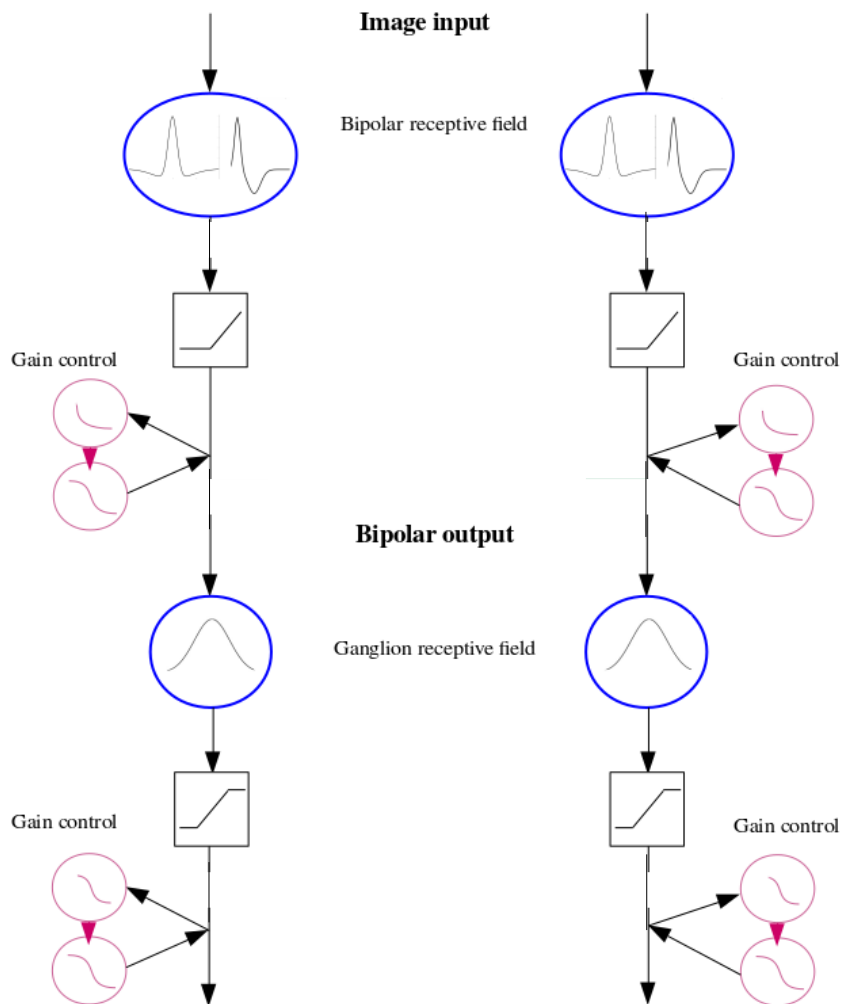 Image input
Bipolar receptive field
Gain control
Gain control
Bipolar output
Ganglion receptive field
Gain control
Gain control